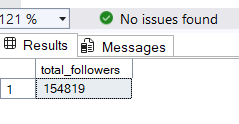 121 %
No issues found
Results
Messages
total_followers
1
154819